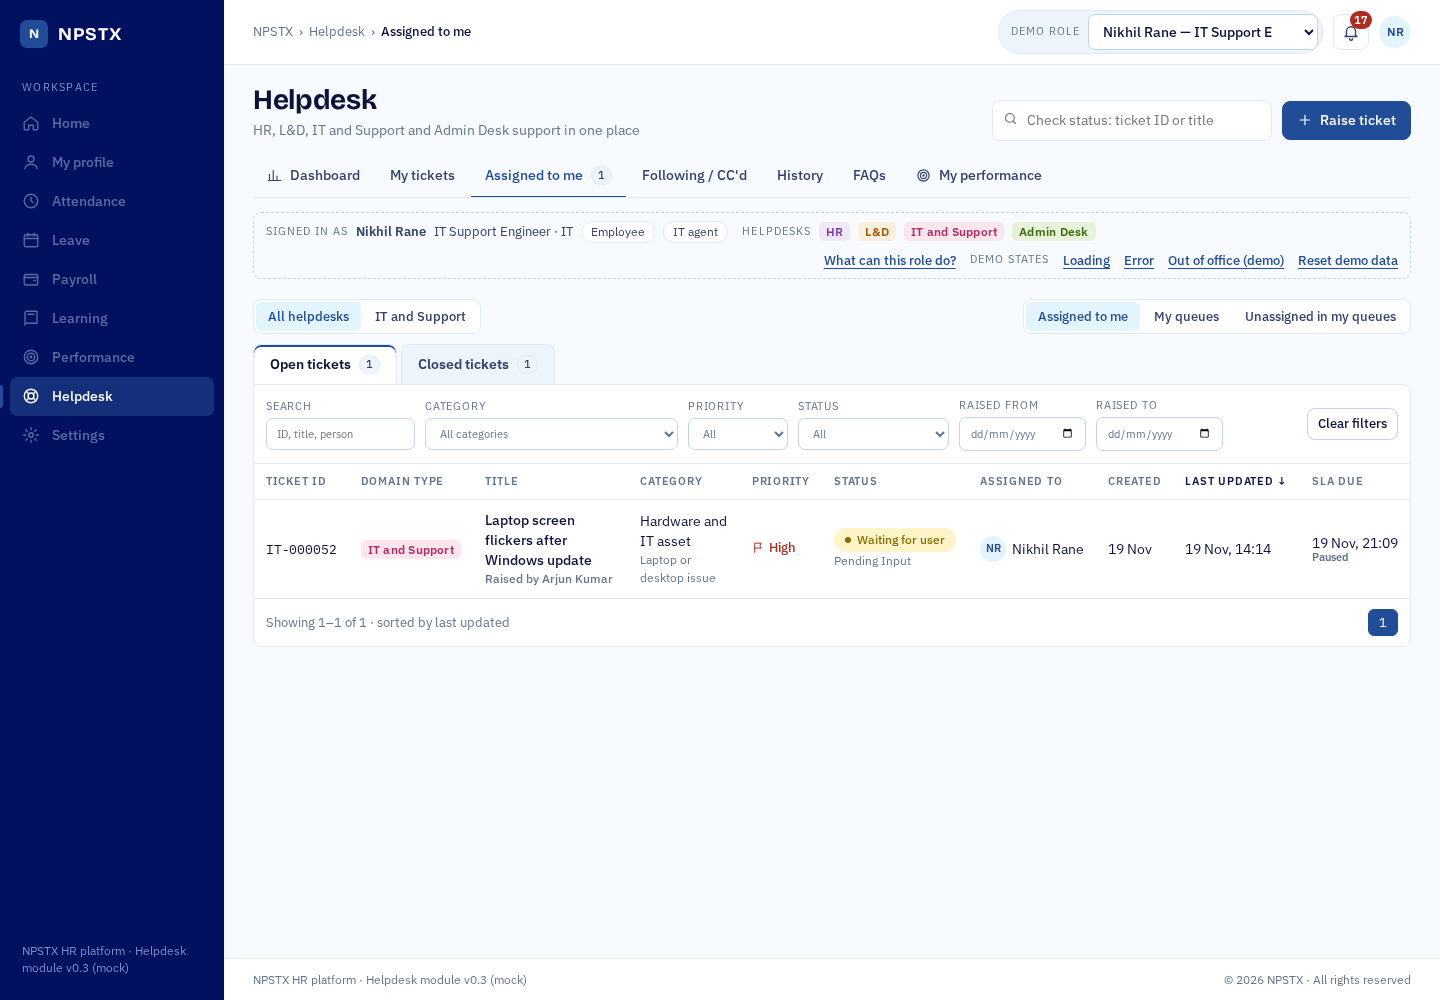 N NPSTX
WORKSPACE
Home
My profile
Attendance
Leave
Payroll
Learning
Performance
Helpdesk
Settings
NPSTX HR platform · Helpdesk
module v0.3 (mock)
NPSTX › Helpdesk › Assigned to me
DEMO ROLE Nikhil Rane — IT Support E
17
NR
Helpdesk
HR, L&D, IT and Support and Admin Desk support in one place
Check status: ticket ID or title
Raise ticket
Dashboard My tickets Assigned to me 1 Following / CC'd History FAQs My performance
SIGNED IN AS Nikhil Rane IT Support Engineer · IT Employee IT agent HELPDESKS HR L&D IT and Support Admin Desk
What can this role do? DEMO STATES Loading Error Out of office (demo) Reset demo data
All helpdesks IT and Support
Assigned to me My queues Unassigned in my queues
Open tickets 1 Closed tickets 1
SEARCH CATEGORY PRIORITY STATUS RAISED FROM RAISED TO
ID, title, person All categories All All dd/mm/yyyy dd/mm/yyyy Clear filters
TICKET ID DOMAIN TYPE TITLE CATEGORY PRIORITY STATUS ASSIGNED TO CREATED LAST UPDATED ↓ SLA DUE
IT-000052
IT and Support
Laptop screen
flickers after
Windows update
Raised by Arjun Kumar
Hardware and
IT asset
Laptop or
desktop issue
High
Waiting for user
Pending Input
NR Nikhil Rane
19 Nov
19 Nov, 14:14
19 Nov, 21:09
Paused
Showing 1–1 of 1 · sorted by last updated
1
NPSTX HR platform · Helpdesk module v0.3 (mock)
© 2026 NPSTX · All rights reserved